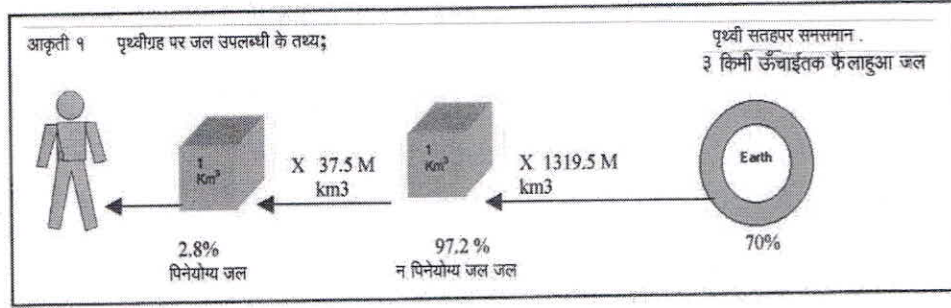 आकृती १ पृथ्वीग्रह पर जल उपलब्धी के तथ्य;
पृथ्वी सतहपर समसमान .
३ किमी ऊँचाईतक फैलाहुआ जल
1
Km³
X 37.5 M
km3
1
Km³
X 1319.5 M
km3
Earth
2.8%
पिनेयोग्य जल
97.2 %
न पिनेयोग्य जल जल
70%